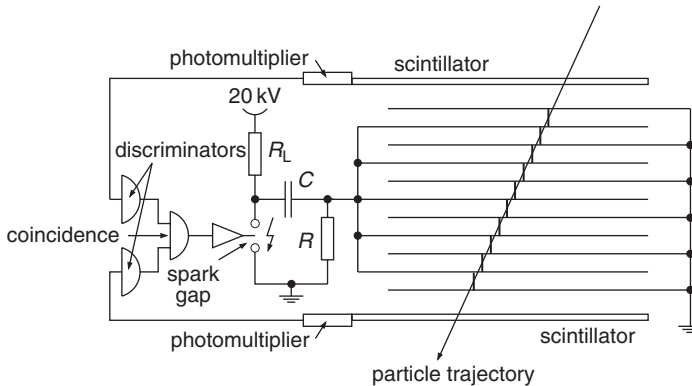 photomultiplier
scintillator
20 kV
R_L
discriminators
C
coincidence
R
spark
gap
photomultiplier
scintillator
particle trajectory